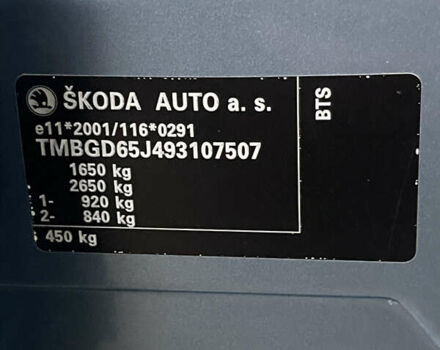 ŠKODA AUTO a. s.
e11*2001/116*0291
TMBGD65J493107507
1650 kg
2650 kg
1- 920 kg
2- 840 kg
450 kg
BTS